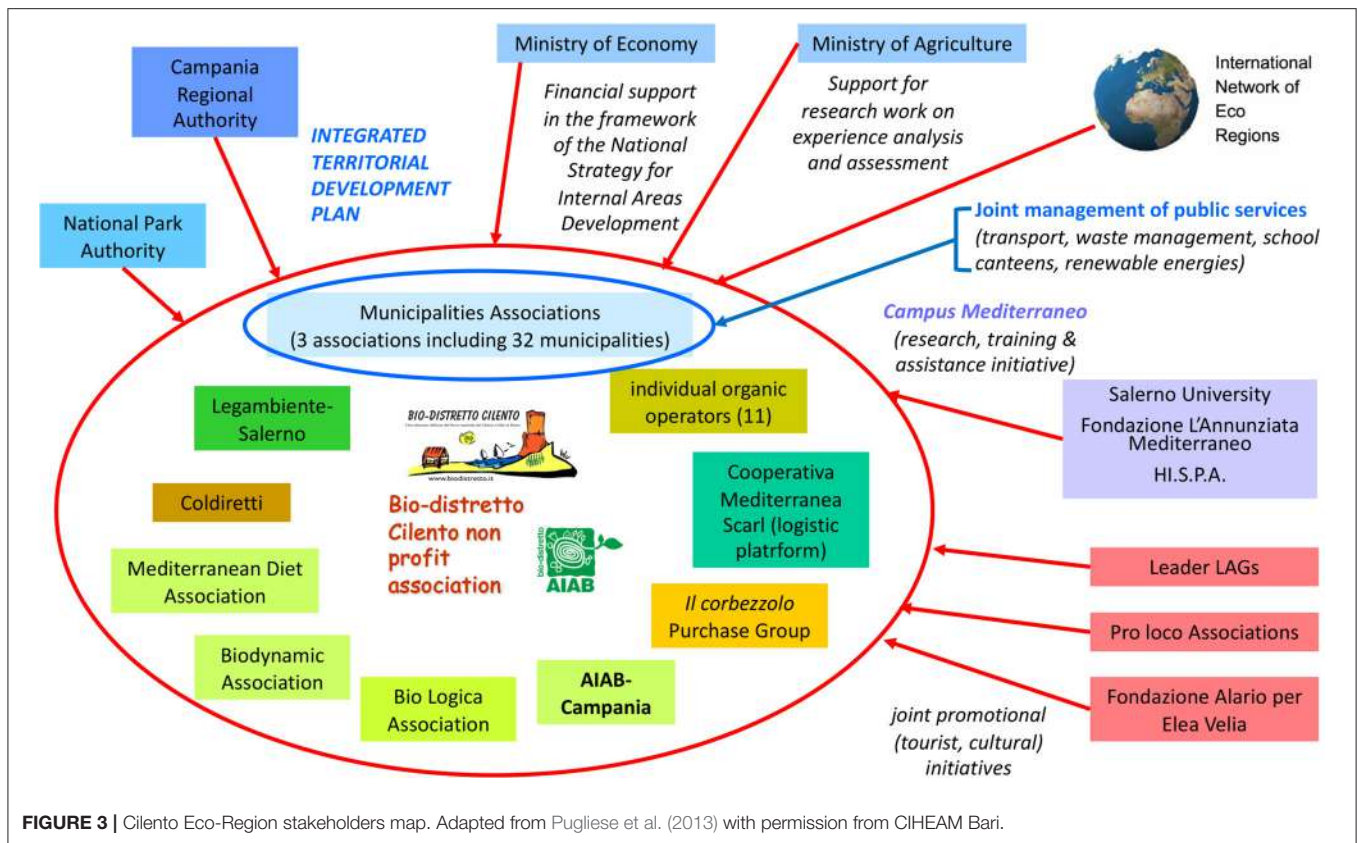 Campania
Regional
Authority
Ministry of Economy
Ministry of Agriculture
International
Network of
Eco
Regions
INTEGRATED
TERRITORIAL
DEVELOPMENT
PLAN
Financial support
in the framework
of the National
Strategy for
Internal Areas
Development
Support for
research work on
experience analysis
and assessment
National Park
Authority
Joint management of public services
(transport, waste management, school
canteens, renewable energies)
Municipalities Associations
(3 associations including 32 municipalities)
Campus Mediterraneo
(research, training &
assistance initiative)
Legambiente-
Salerno
BIO-DISTRETTO CILENTO
www.biodistretto.it
individual organic
operators (11)
Salerno University
Fondazione L'Annunziata
Mediterraneo
HI.S.P.A.
Coldiretti
Bio-distretto
Cilento non
profit
association
bio-distretto
AIAB
Cooperativa
Mediterranea
Scarl (logistic
platrform)
Mediterranean Diet
Association
Leader LAGs
Il corbezzolo
Purchase Group
Pro loco Associations
Biodynamic
Association
Bio Logica
Association
AIAB-
Campania
Fondazione Alario per
Elea Velia
joint promotional
(tourist, cultural)
initiatives
FIGURE 3 | Cilento Eco-Region stakeholders map. Adapted from Pugliese et al. (2013) with permission from CIHEAM Bari.